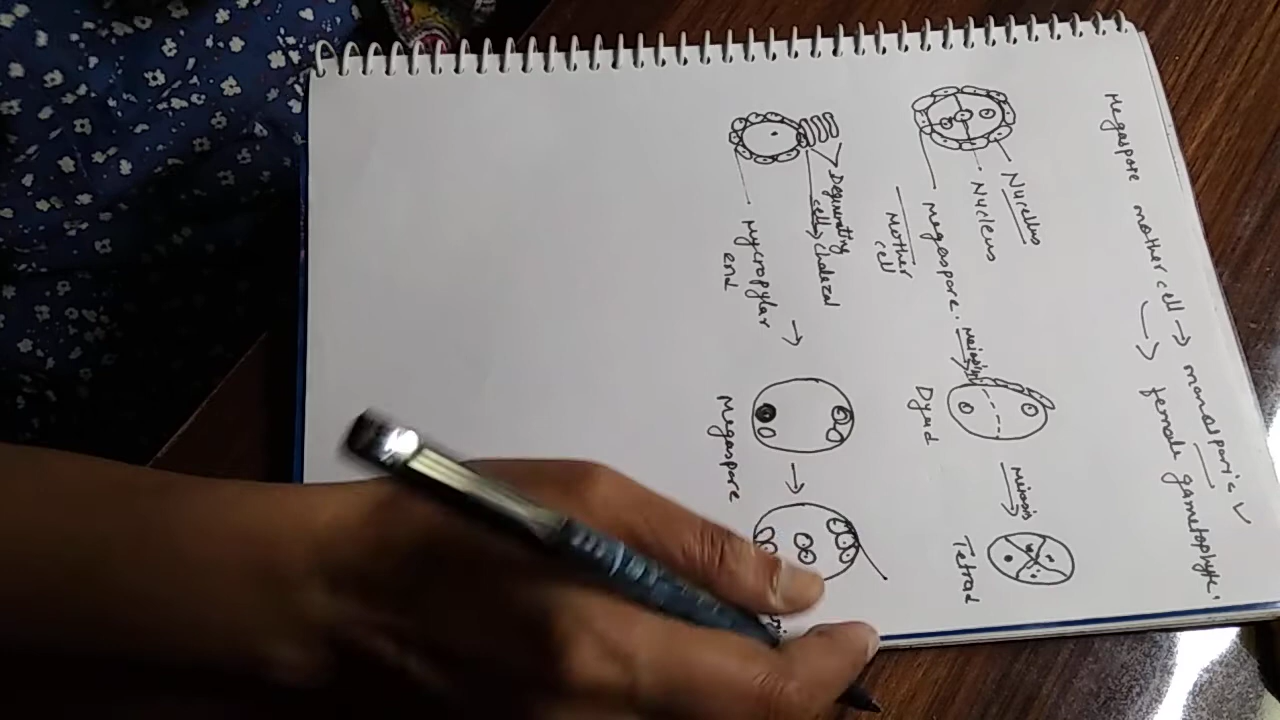 Megaspore mother cell → monosporic ✓
→ female gametophyte.
Nucellus
Nucleus
Megaspore.
Mother
cell
Meiosis
Dyad
Meiosis
Tetrad
Degenerating
cells
chalazal
Mycropylar
end
Megaspore